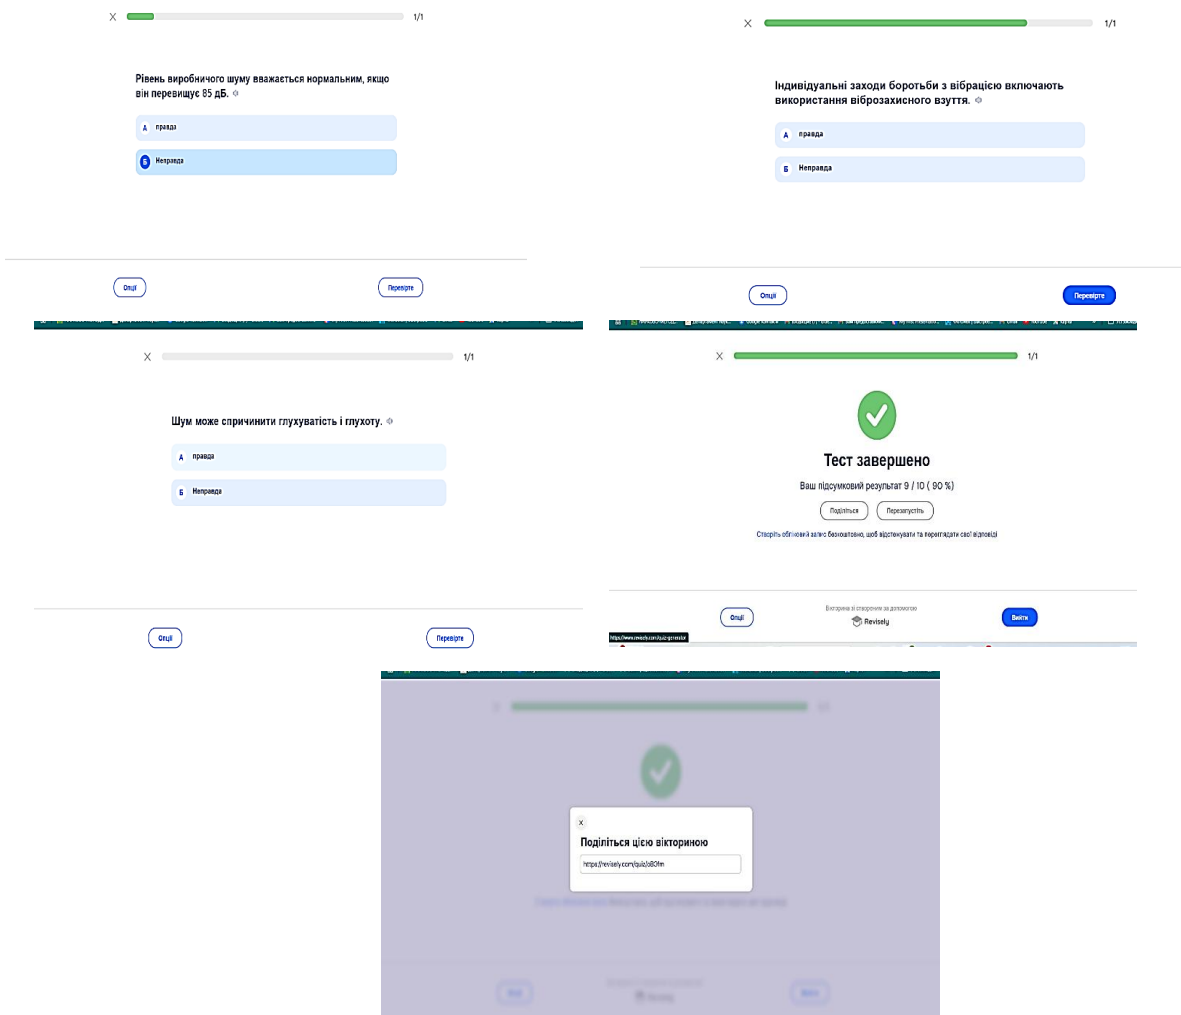 X 1/1
Рівень виробничого шуму вважається нормальним, якщо
він перевищує 85 дБ.
А правда
Б Неправда
Опції Перевірте
X 1/1
Індивідуальні заходи боротьби з вібрацією включають
використання віброзахисного взуття.
А правда
Б Неправда
Опції Перевірте
X 1/1
Шум може спричинити глухуватість і глухоту.
А правда
Б Неправда
Опції Перевірте
X 1/1
Тест завершено
Ваш підсумковий результат 9 / 10 ( 90 %)
Поділіться Перезапустіть
Створіть обліковий запис безкоштовно, щоб відстежувати та переглядати свої відповіді
Опції
Вікторина зі створеним за допомогою
Revisely
Вийти
https://www.revisely.com/quiz-generator
X
Поділіться цією вікториною
https://revisely.com/quiz/